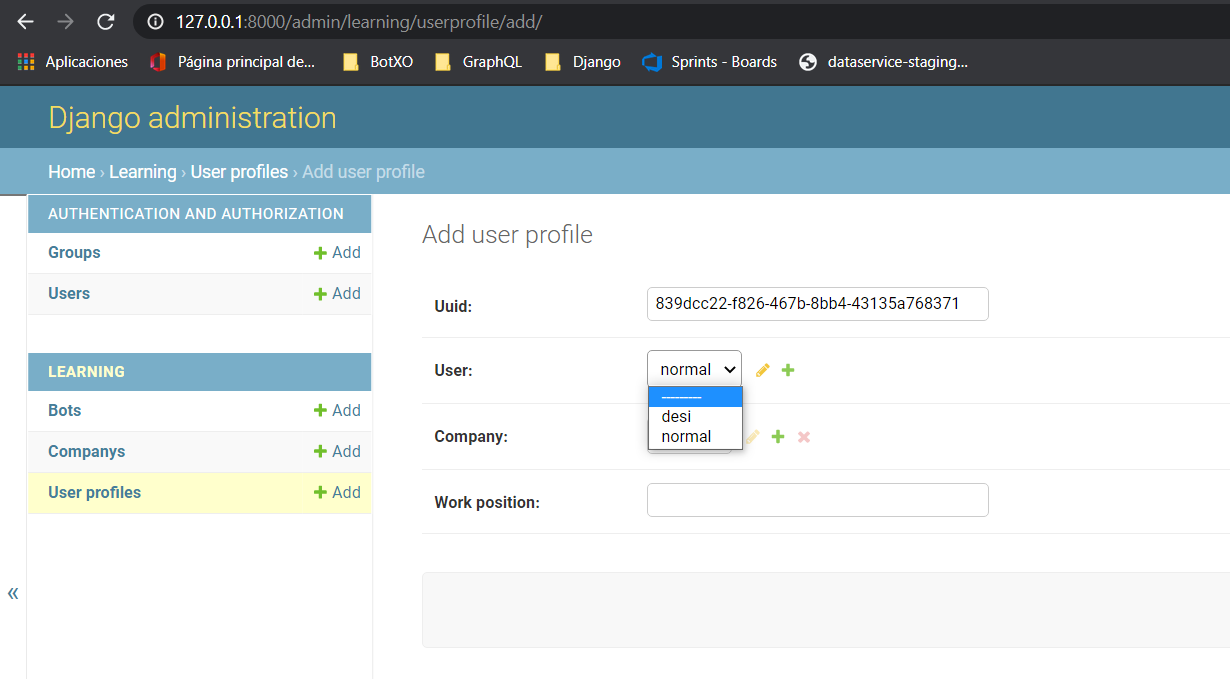 127.0.0.1:8000/admin/learning/userprofile/add/
Aplicaciones Página principal de... BotXO GraphQL Django Sprints - Boards dataservice-staging...
Django administration
Home › Learning › User profiles › Add user profile
AUTHENTICATION AND AUTHORIZATION
Groups + Add
Users + Add
LEARNING
Bots + Add
Companys + Add
User profiles + Add
«
Add user profile
Uuid: 839dcc22-f826-467b-8bb4-43135a768371
User: normal
---------
desi
normal
Company:
Work position: